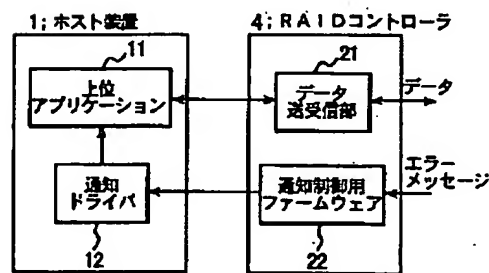 1;ホスト装置
4;RAIDコントローラ
11
上位
アプリケーション
21
データ
送受信部
データ
通知
ドライバ
12
通知制御用
ファームウェア
22
エラー
メッセージ